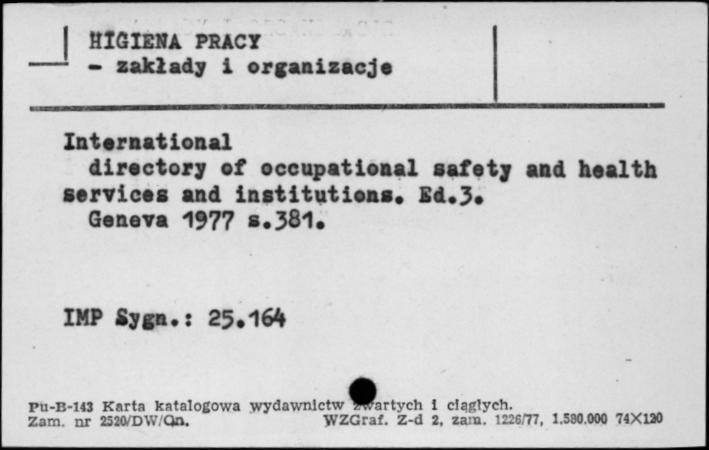 HIGIENA PRACY
- zakłady i organizacje
International
directory of occupational safety and health
services and institutions. Ed.3.
Geneva 1977 s.381.
IMP Sygn.: 25.164
Pu-B-143 Karta katalogowa wydawnictw zwartych i ciągłych.
Zam. nr 2520/DW/On. WZGraf. Z-d 2, zam. 1226/77, 1.580.000 74X120